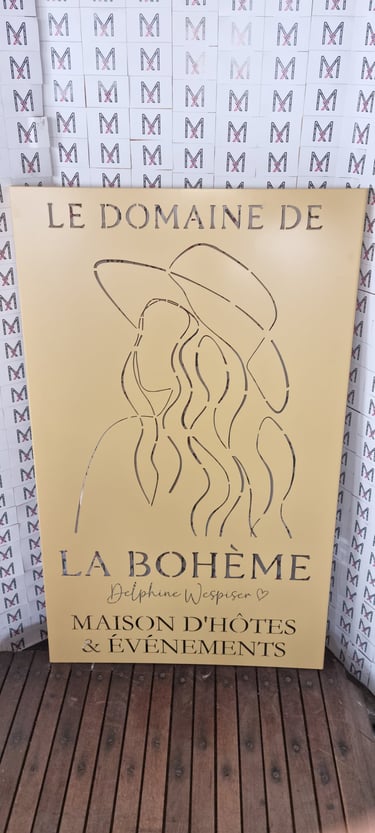 LE DOMAINE DE
LA BOHÈME
Delphine Wespiser ♡
MAISON D'HÔTES
& ÉVÉNEMENTS